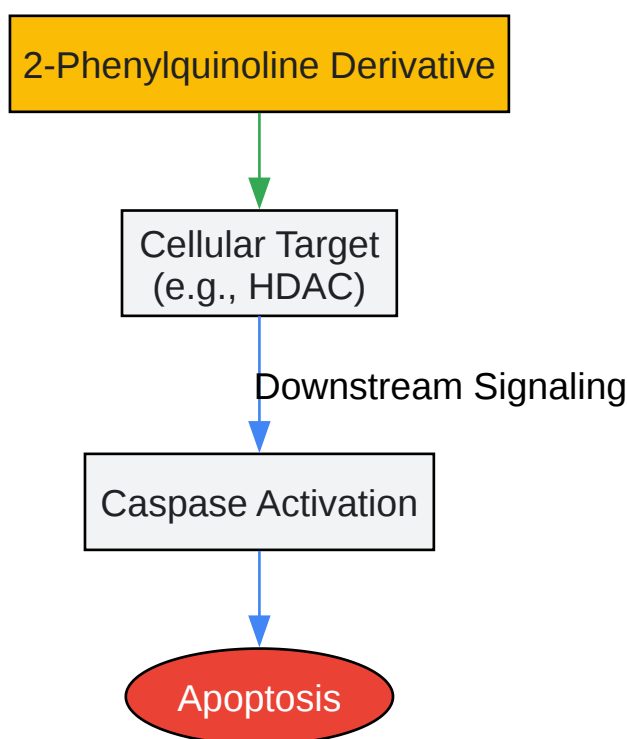 2-Phenylquinoline Derivative
Cellular Target
(e.g., HDAC)
Downstream Signaling
Caspase Activation
Apoptosis